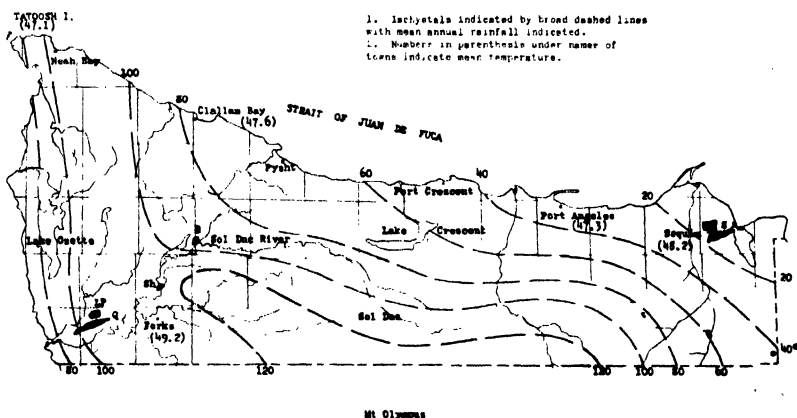 TATOOSH I.
(47.1)
1. Isohyetals indicated by broad dashed lines
with mean annual rainfall indicated.
2. Numbers in parenthesis under names of
towns indicate mean temperature.
Neah Bay
100
80
Clallam Bay
(47.6)
STRAIT OF JUAN DE FUCA
Pysht
60
40
20
Port Crescent
Port Angeles
(47.3)
Lake Crescent
Sequim
(48.2)
S
B
Sol Duc River
Lake Ozette
20
Sh
LP
Q
Forks
(49.2)
Sol Duc
40
80 100
120
120 100 80 60
Mt Olympus